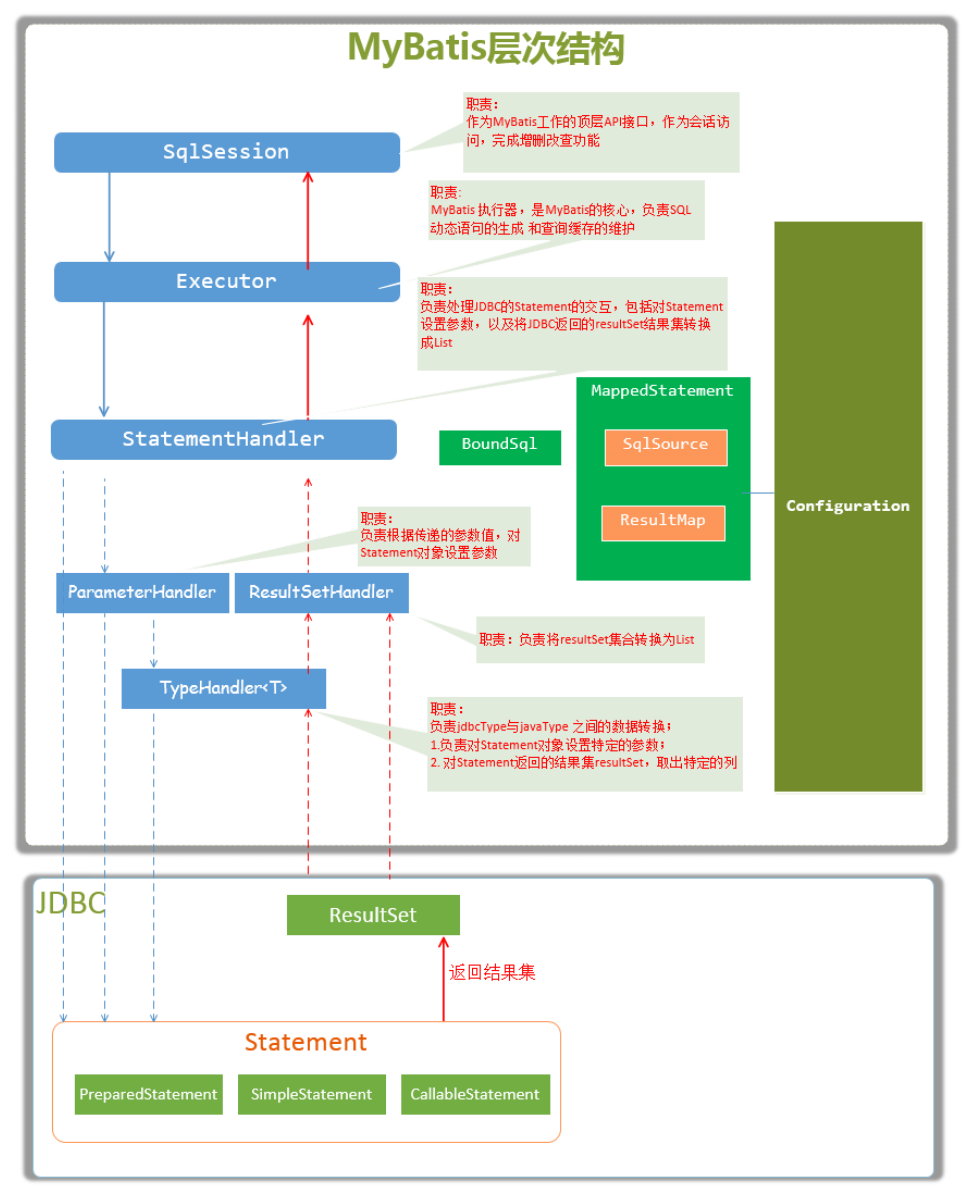 MyBatis层次结构
职责：
作为MyBatis工作的顶层API接口，作为会话访
问，完成增删改查功能
SqlSession
职责:
MyBatis 执行器，是MyBatis的核心，负责SQL
动态语句的生成 和查询缓存的维护
Executor
职责：
负责处理JDBC的Statement的交互，包括对Statement
设置参数，以及将JDBC返回的resultSet结果集转换
成List
MappedStatement
StatementHandler
BoundSql
SqlSource
Configuration
ResultMap
职责：
负责根据传递的参数值，对
Statement对象设置参数
ParameterHandler
ResultSetHandler
职责：负责将resultSet集合转换为List
TypeHandler<T>
职责：
负责jdbcType与javaType 之间的数据转换；
1.负责对Statement对象设置特定的参数；
2. 对Statement返回的结果集resultSet，取出特定的列
JDBC
ResultSet
返回结果集
Statement
PreparedStatement
SimpleStatement
CallableStatement